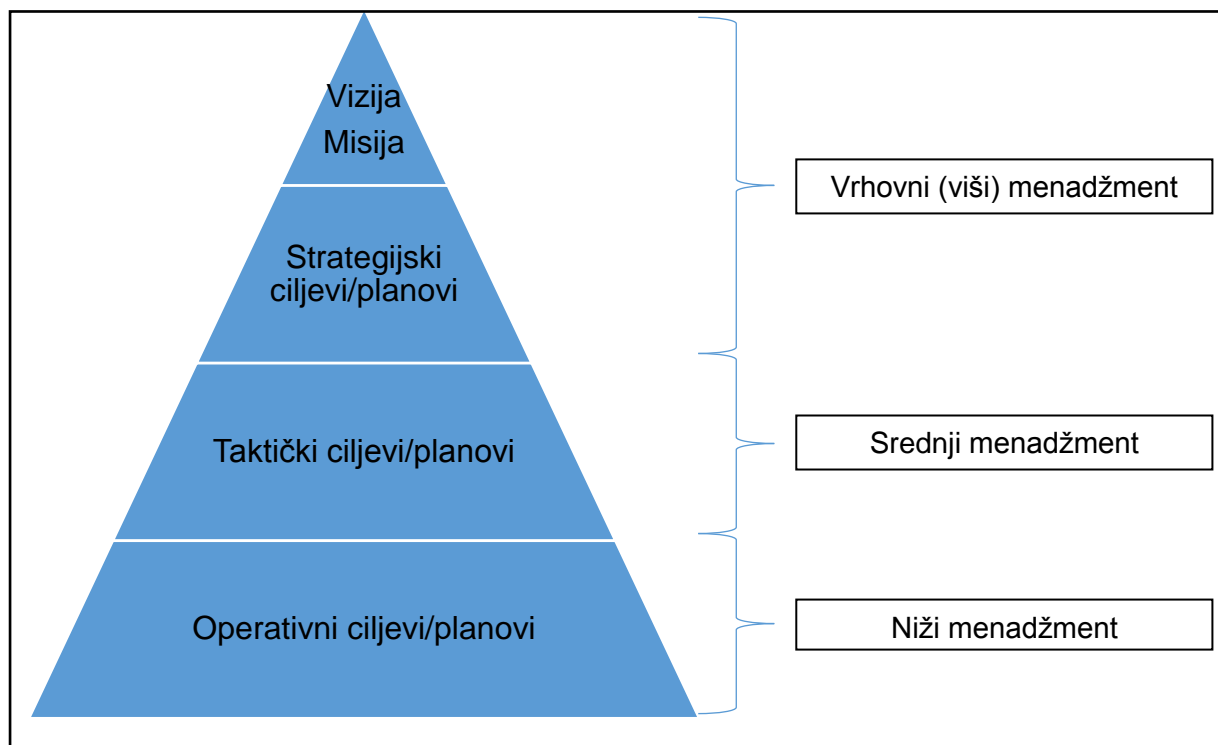 Vizija
Misija
Vrhovni (viši) menadžment
Strategijski
ciljevi/planovi
Taktički ciljevi/planovi
Srednji menadžment
Operativni ciljevi/planovi
Niži menadžment